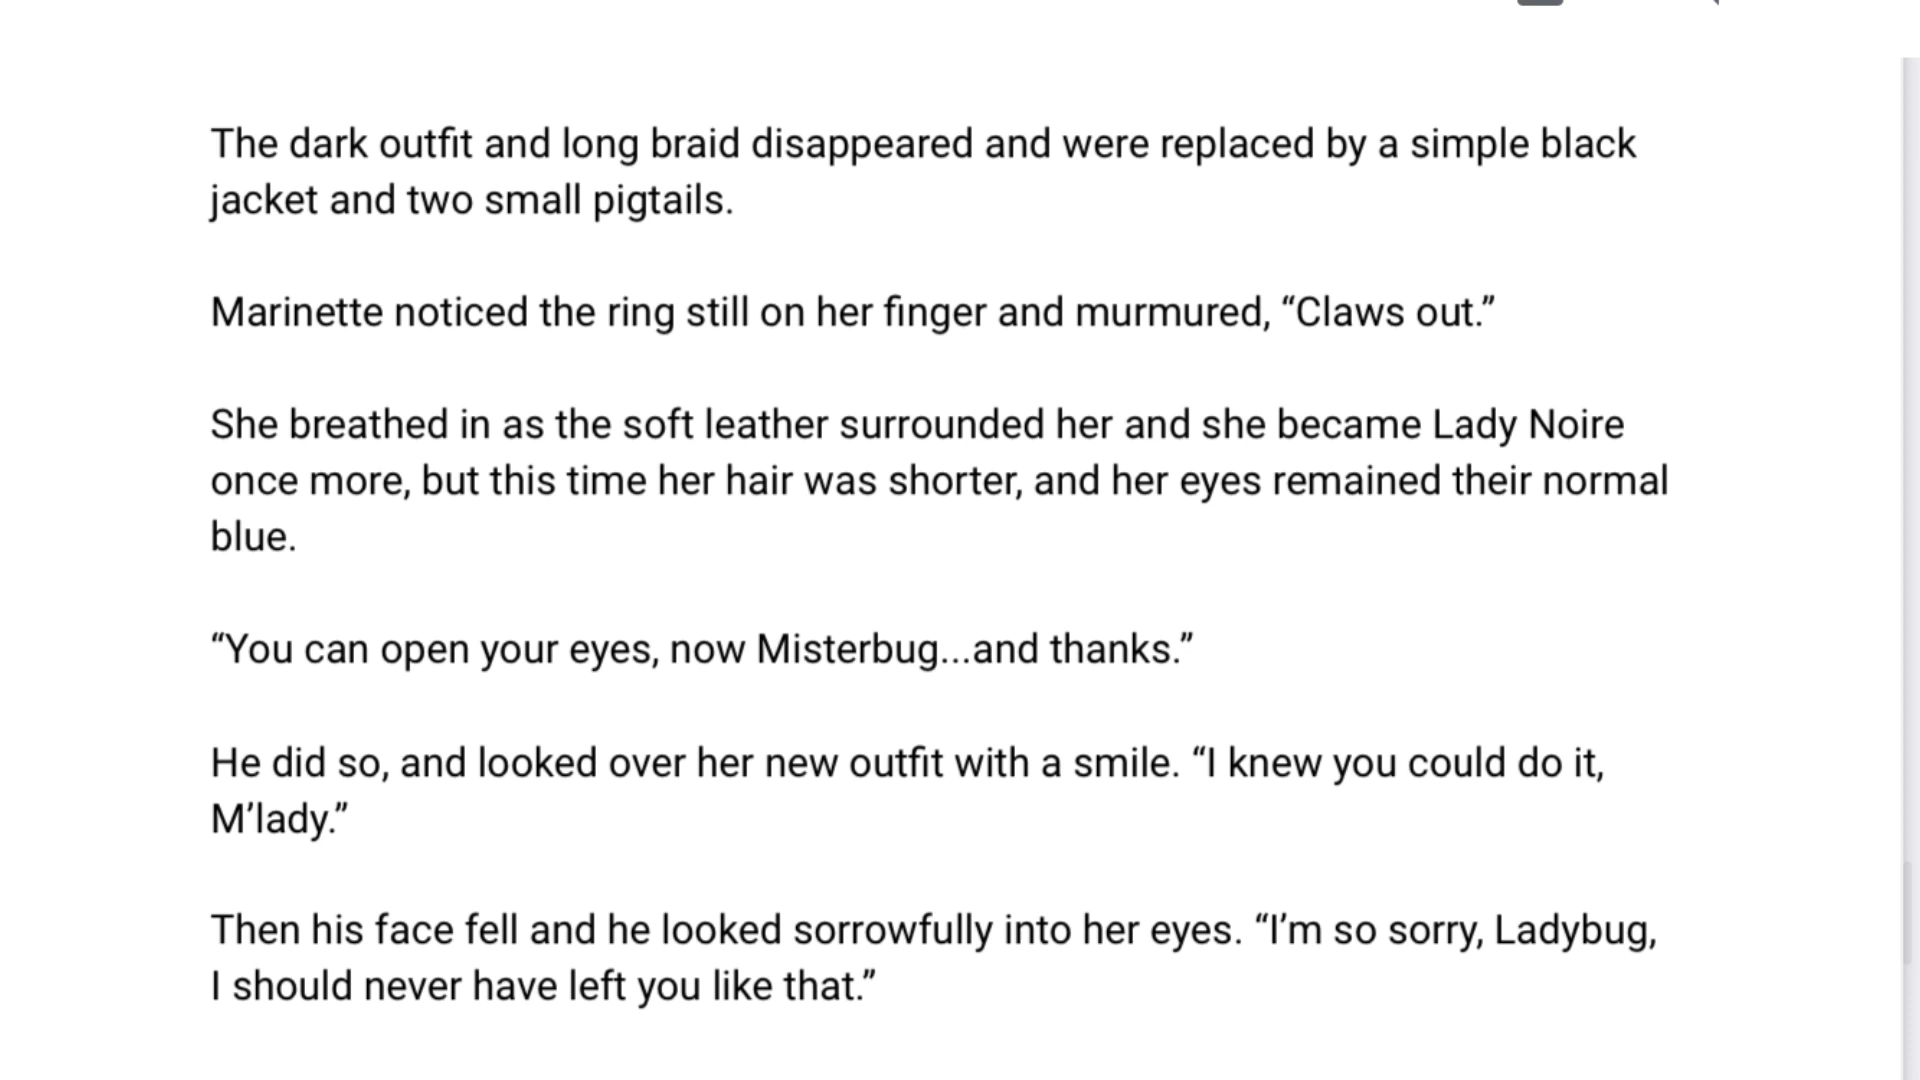 The dark outfit and long braid disappeared and were replaced by a simple black
jacket and two small pigtails.
Marinette noticed the ring still on her finger and murmured, “Claws out.”
She breathed in as the soft leather surrounded her and she became Lady Noire
once more, but this time her hair was shorter, and her eyes remained their normal
blue.
“You can open your eyes, now Misterbug...and thanks.”
He did so, and looked over her new outfit with a smile. “I knew you could do it,
M’lady.”
Then his face fell and he looked sorrowfully into her eyes. “I’m so sorry, Ladybug,
I should never have left you like that.”